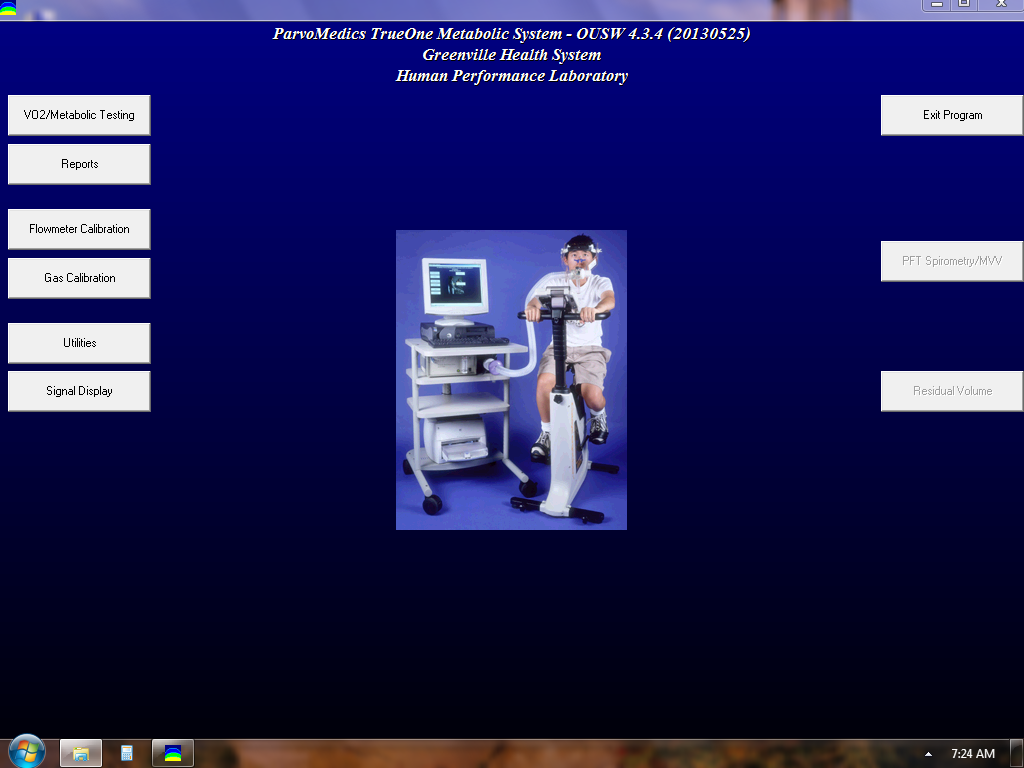 ParvoMedics TrueOne Metabolic System - OUSW 4.3.4 (20130525)
Greenville Health System
Human Performance Laboratory
VO2/Metabolic Testing
Exit Program
Reports
Flowmeter Calibration
PFT Spirometry/MVV
Gas Calibration
Utilities
Signal Display
Residual Volume
7:24 AM